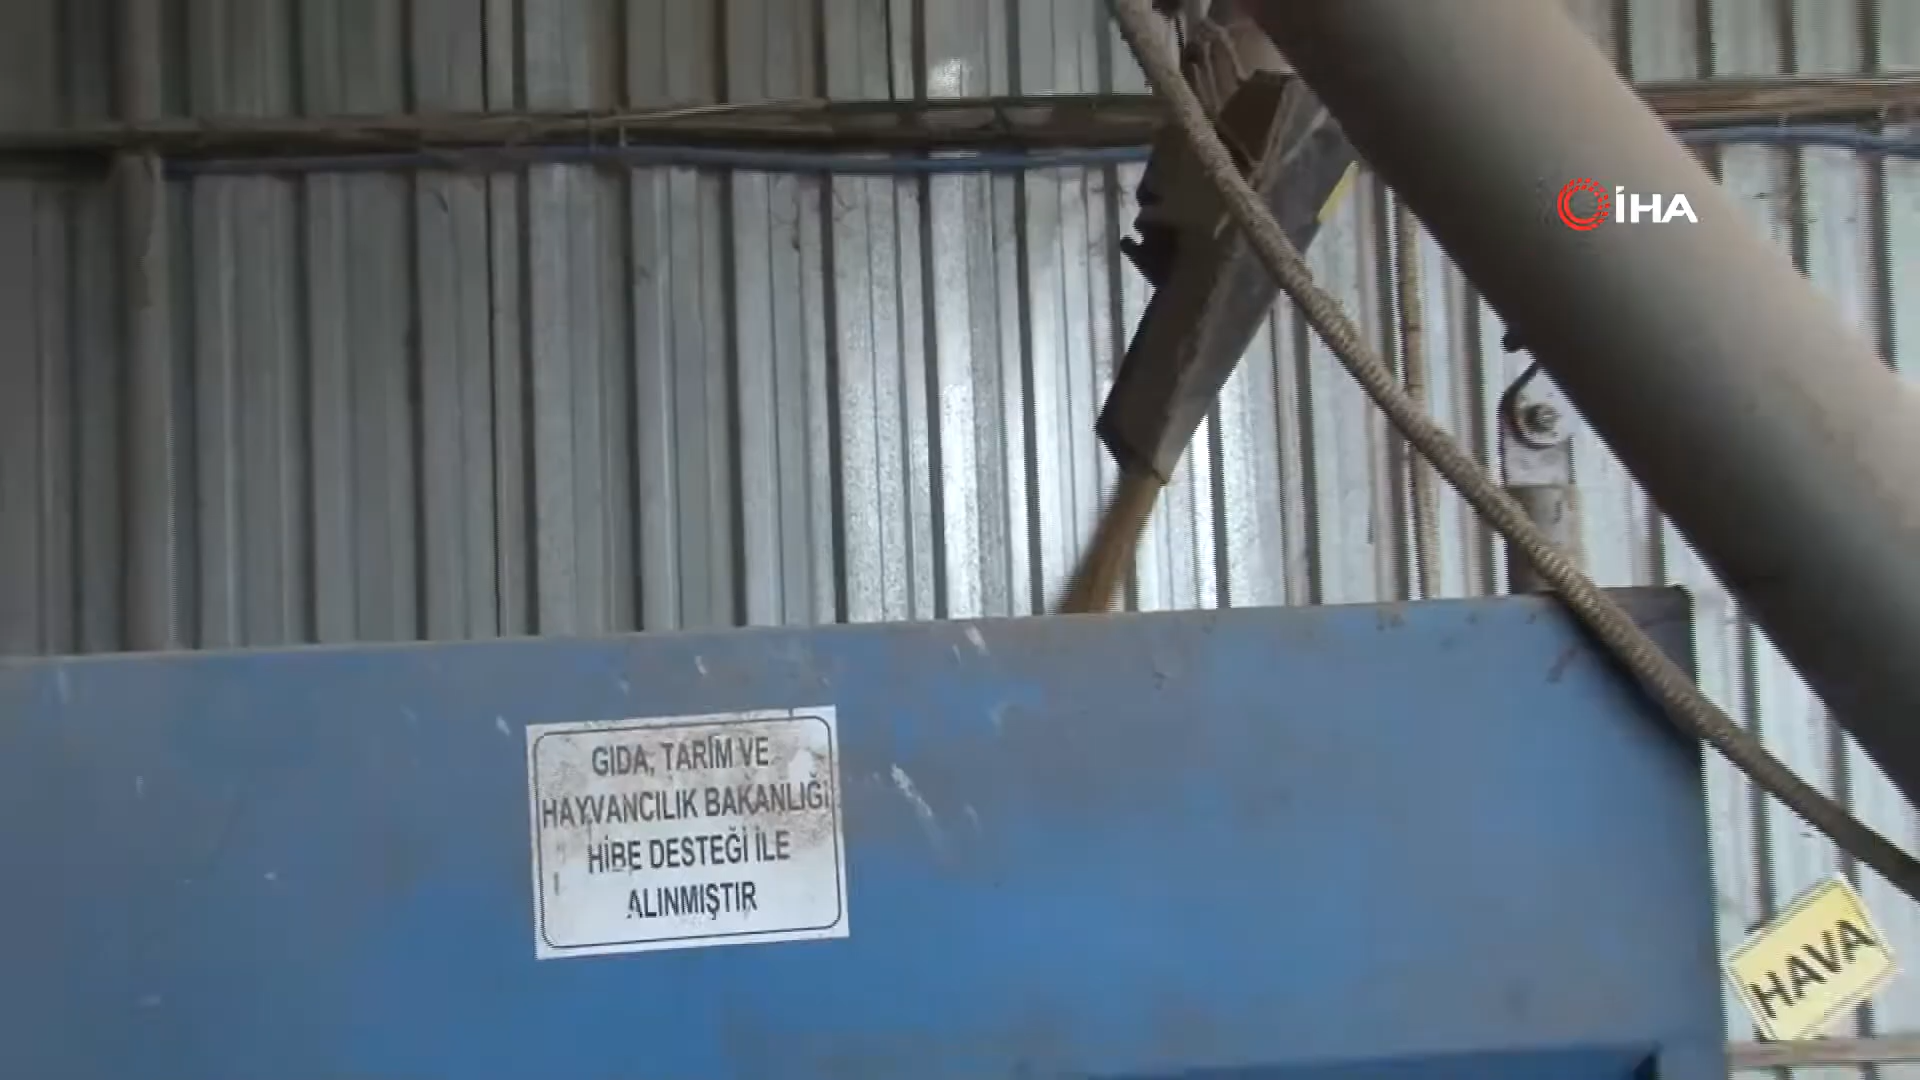 İHA
GIDA, TARIM VE
HAYVANCILIK BAKANLIĞI
HİBE DESTEĞİ İLE
ALINMIŞTIR
HAVA